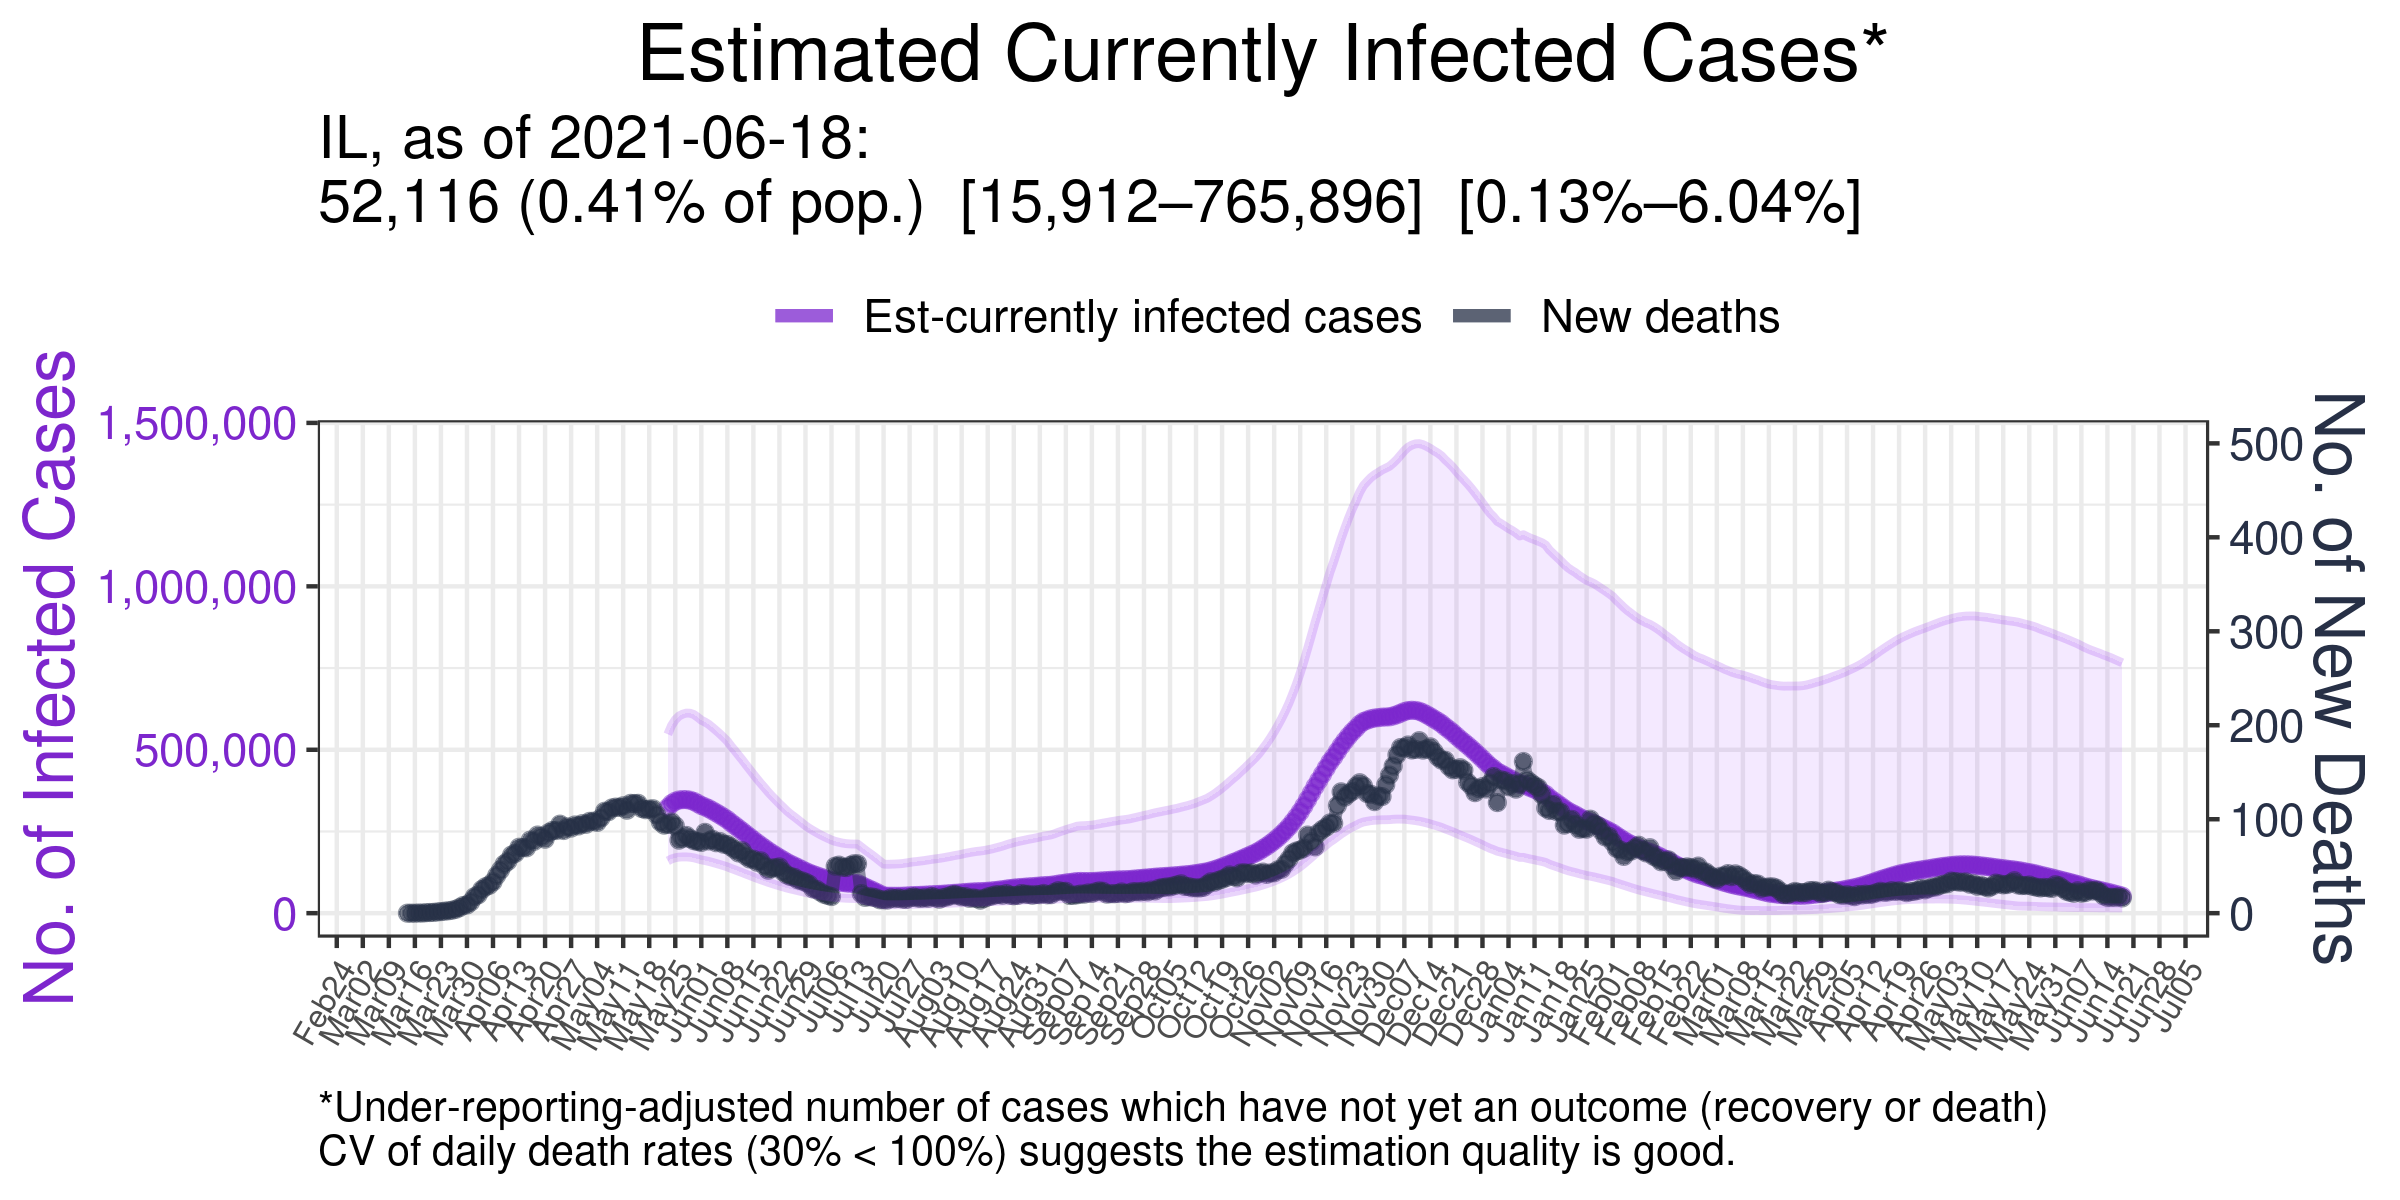 Estimated Currently Infected Cases*
IL, as of 2021-06-18:
52,116 (0.41% of pop.) [15,912–765,896] [0.13%–6.04%]
Est-currently infected cases
New deaths
No. of Infected Cases
1,500,000
1,000,000
500,000
0
No. of New Deaths
500
400
300
200
100
0
Feb24
Mar02
Mar09
Mar16
Mar23
Mar30
Apr06
Apr13
Apr20
Apr27
May04
May11
May18
May25
Jun01
Jun08
Jun15
Jun22
Jun29
Jul06
Jul13
Jul20
Jul27
Aug03
Aug10
Aug17
Aug24
Aug31
Sep07
Sep14
Sep21
Sep28
Oct05
Oct12
Oct19
Oct26
Nov02
Nov09
Nov16
Nov23
Nov30
Dec07
Dec14
Dec21
Dec28
Jan04
Jan11
Jan18
Jan25
Feb01
Feb08
Feb15
Feb22
Mar01
Mar08
Mar15
Mar22
Mar29
Apr05
Apr12
Apr19
Apr26
May03
May10
May17
May24
May31
Jun07
Jun14
Jun21
Jun28
Jul05
*Under-reporting-adjusted number of cases which have not yet an outcome (recovery or death)
CV of daily death rates (30% < 100%) suggests the estimation quality is good.